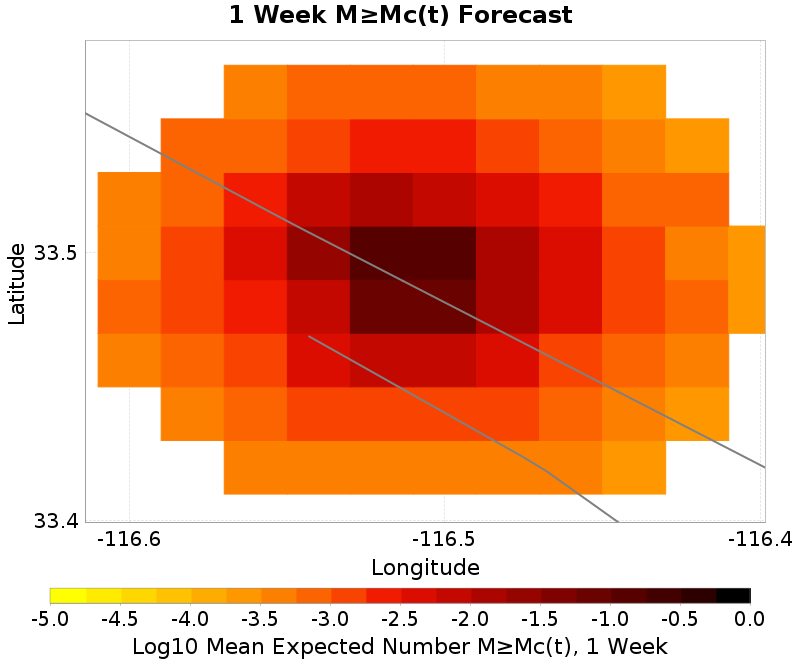 1 Week M≥Mc(t) Forecast
Latitude
33.5
33.4
-116.6 -116.5 -116.4
Longitude
-5.0 -4.5 -4.0 -3.5 -3.0 -2.5 -2.0 -1.5 -1.0 -0.5 0.0
Log10 Mean Expected Number M≥Mc(t), 1 Week